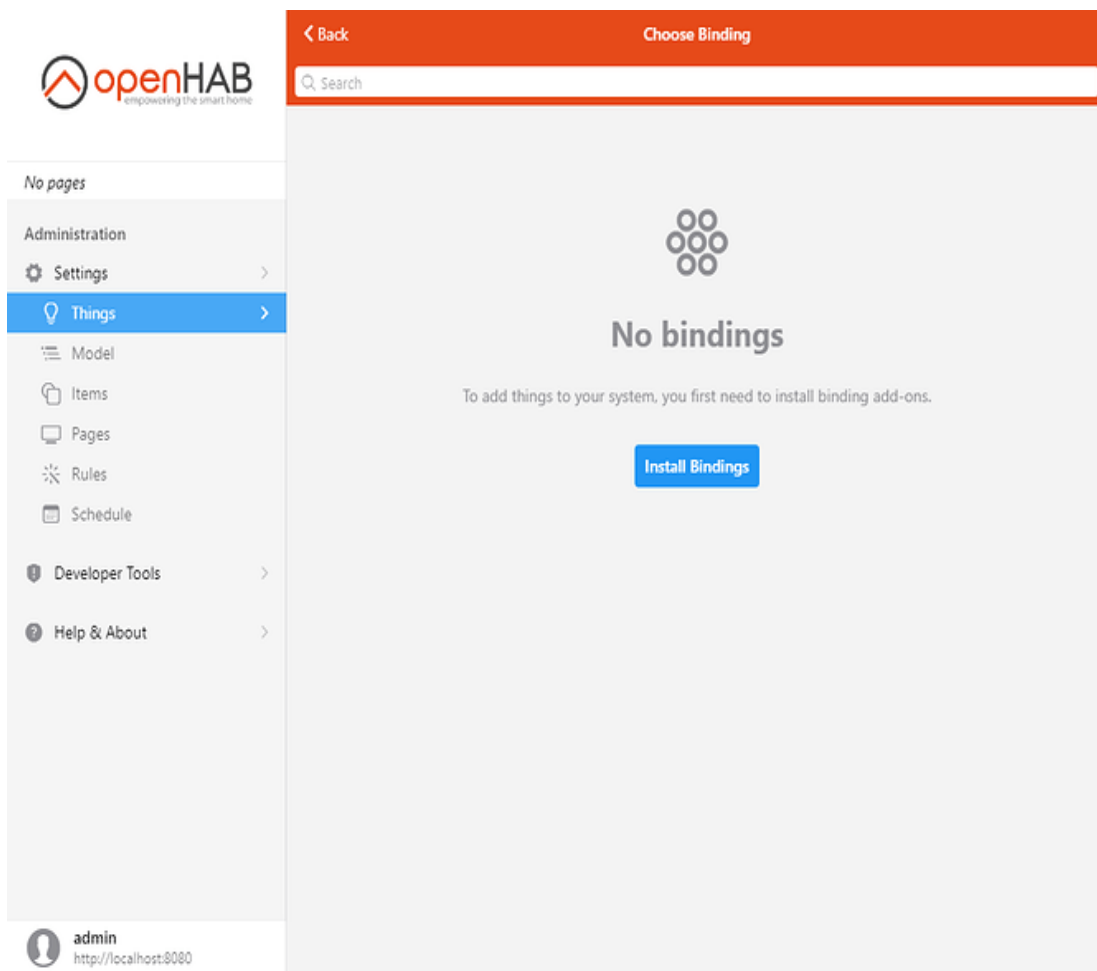 openHAB
empowering the smart home
No pages
Administration
Settings
Things
Model
Items
Pages
Rules
Schedule
Developer Tools
Help & About
admin
http://localhost:8080
Back
Choose Binding
Search
No bindings
To add things to your system, you first need to install binding add-ons.
Install Bindings